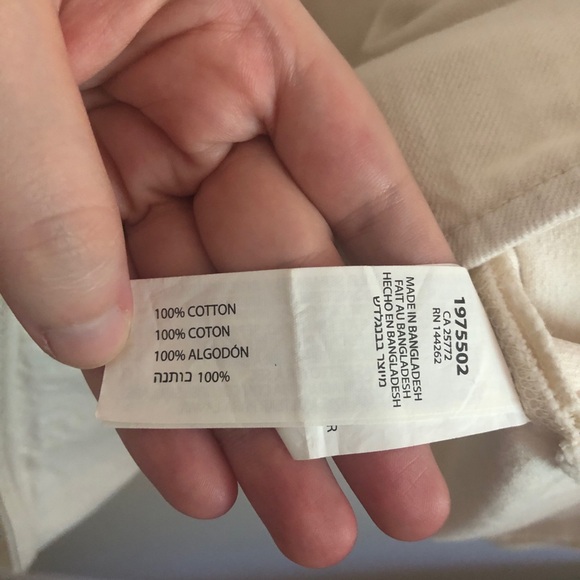 100% COTTON
100% COTON
100% ALGODÓN
100% כותנה
1975502
CA 25772
RN 144262
MADE IN BANGLADESH
FAIT AU BANGLADESH
HECHO EN BANGLADESH
מיוצר בבנגלדש
R